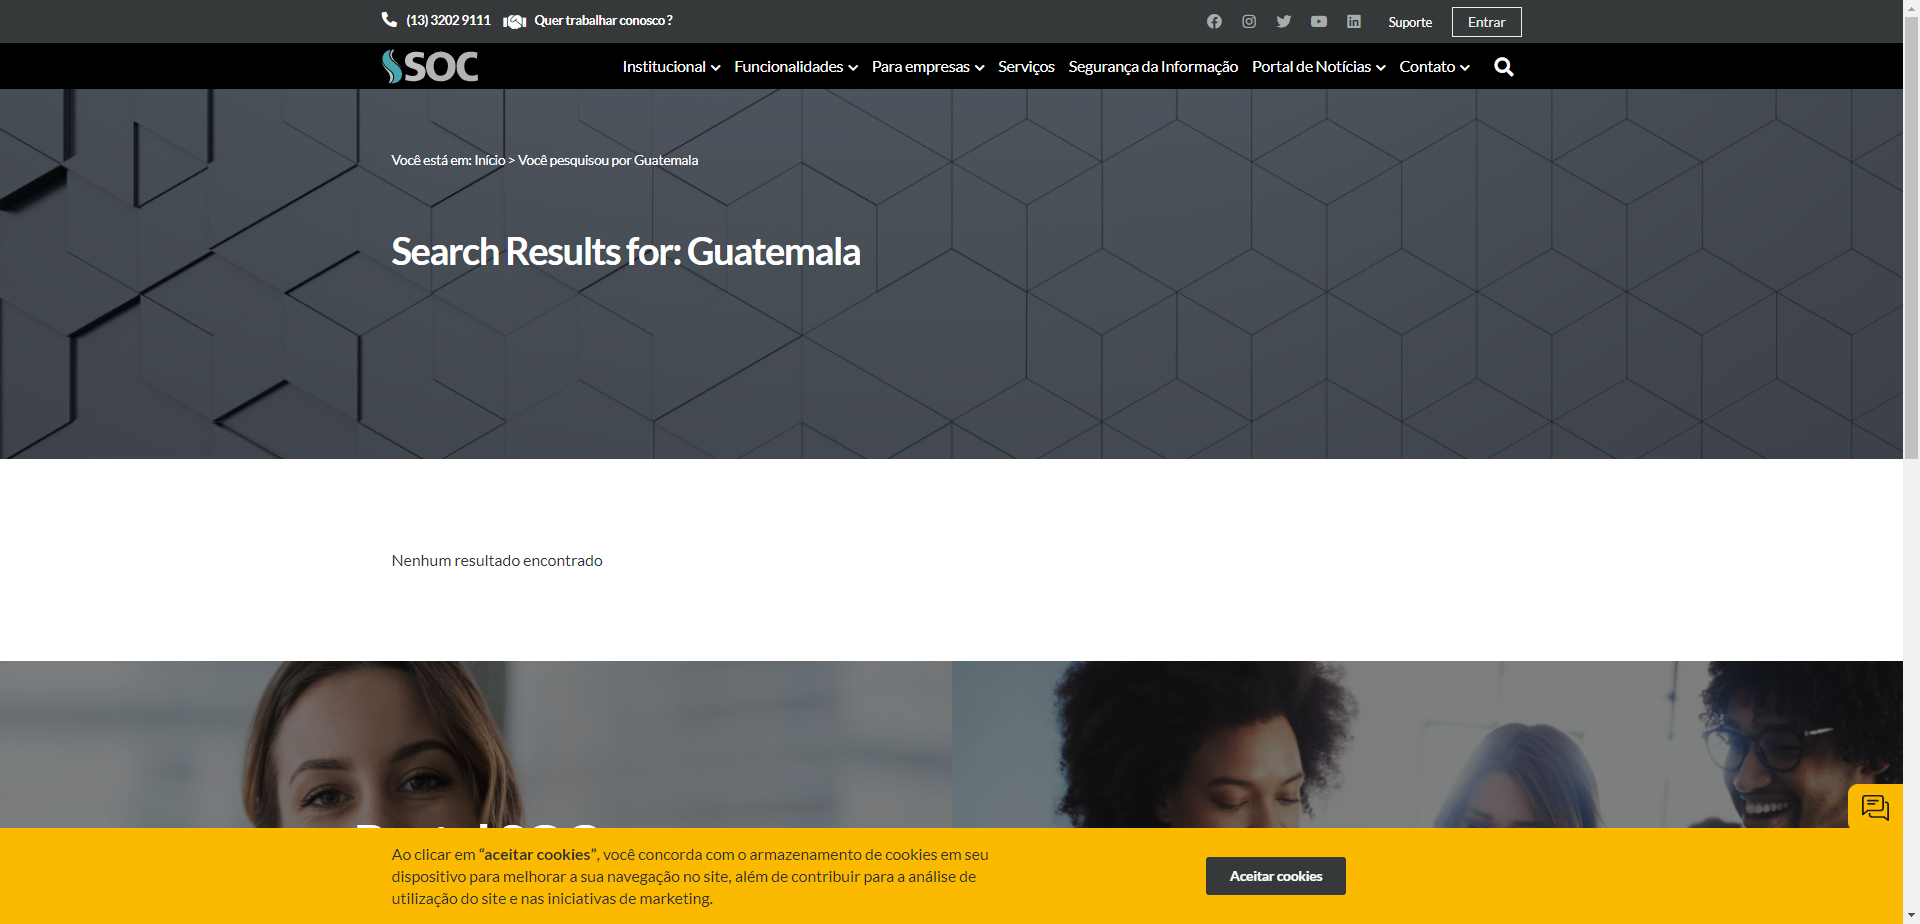 (13) 3202 9111 Quer trabalhar conosco ?
Suporte Entrar
SOC
Institucional Funcionalidades Para empresas Serviços Segurança da Informação Portal de Notícias Contato
Você está em: Início > Você pesquisou por Guatemala
Search Results for: Guatemala
Nenhum resultado encontrado
Ao clicar em “aceitar cookies”, você concorda com o armazenamento de cookies em seu
dispositivo para melhorar a sua navegação no site, além de contribuir para a análise de
utilização do site e nas iniciativas de marketing.
Aceitar cookies